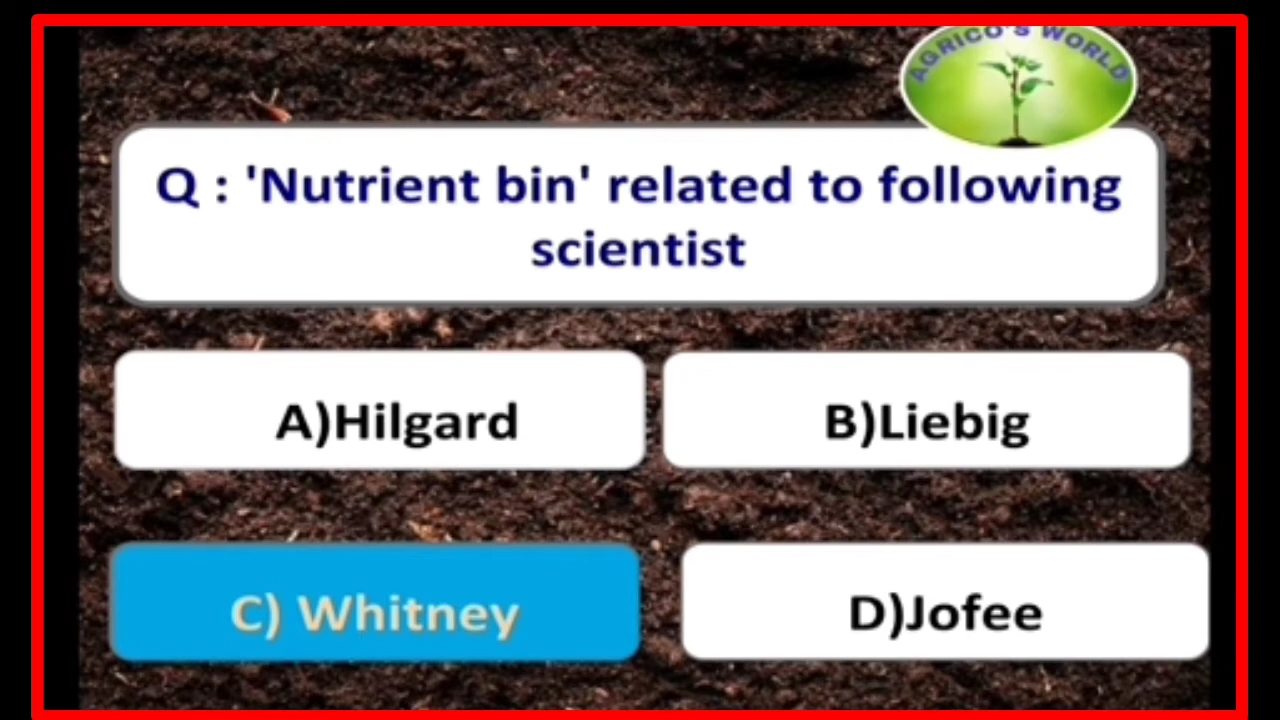 AGRICO'S WORLD
Q : 'Nutrient bin' related to following
scientist
A)Hilgard
B)Liebig
C) Whitney
D)Jofee